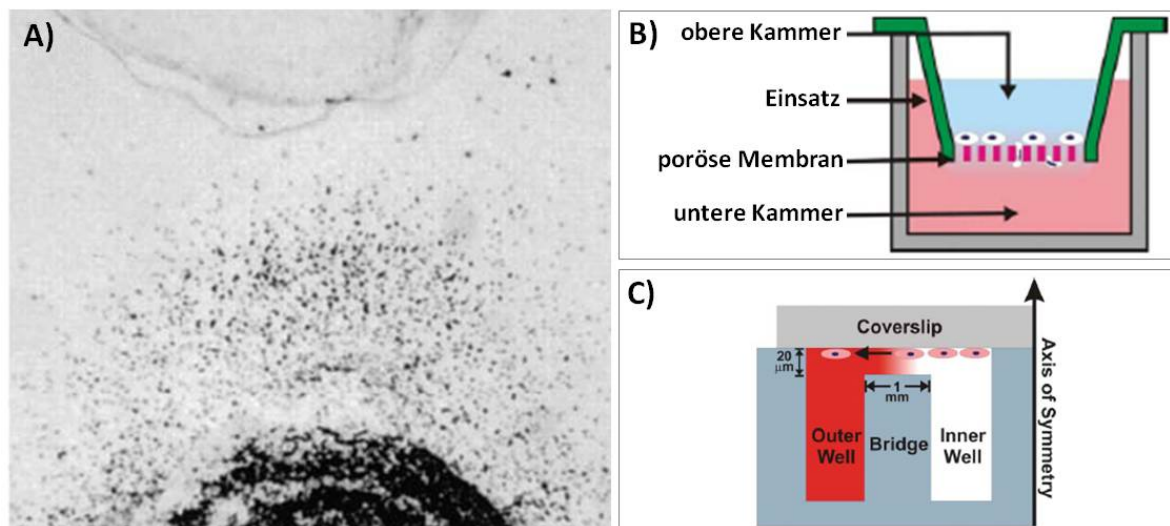 A)
B)
obere Kammer
Einsatz
poröse Membran
untere Kammer
C)
Coverslip
20
µm
1
mm
Outer
Well
Bridge
Inner
Well
Axis of Symmetry